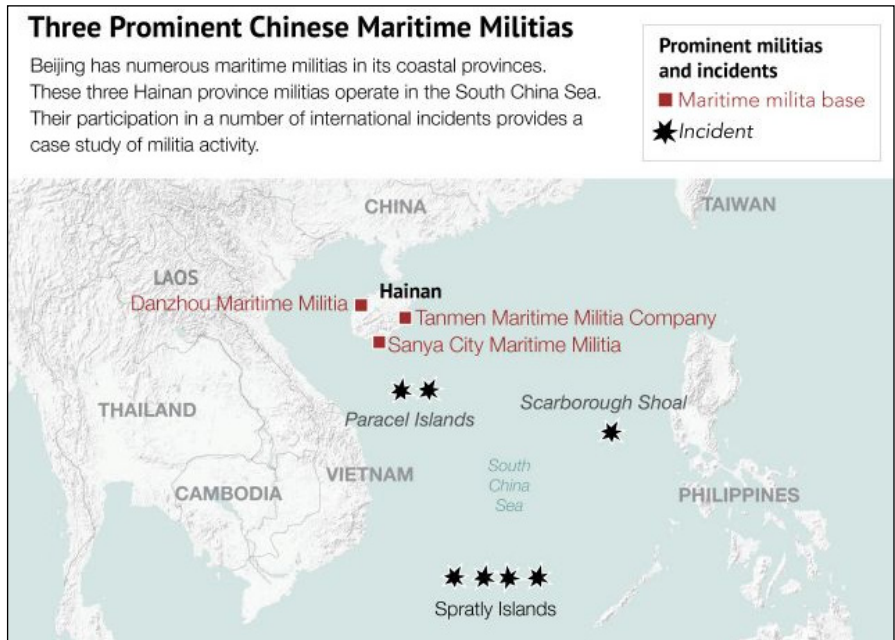 Three Prominent Chinese Maritime Militias
Beijing has numerous maritime militias in its coastal provinces.
These three Hainan province militias operate in the South China Sea.
Their participation in a number of international incidents provides a
case study of militia activity.
Prominent militias
and incidents
Maritime milita base
Incident
CHINA
TAIWAN
LAOS
Hainan
Danzhou Maritime Militia
Tanmen Maritime Militia Company
Sanya City Maritime Militia
Paracel Islands
Scarborough Shoal
THAILAND
VIETNAM
CAMBODIA
South
China
Sea
PHILIPPINES
Spratly Islands